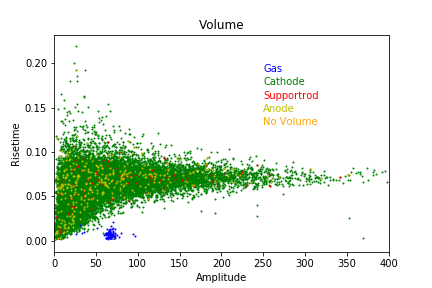 Volume
Gas
Cathode
Supportrod
Anode
No Volume
Risetime
0.20
0.15
0.10
0.05
0.00
0 50 100 150 200 250 300 350 400
Amplitude